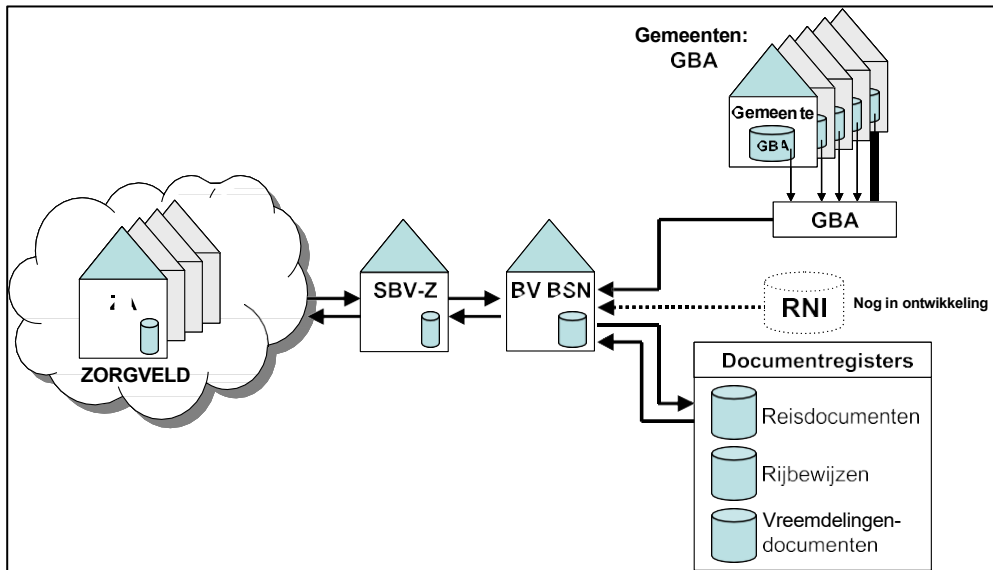 Gemeenten:
GBA
Gemeente
GBA
GBA
SBV-Z
BV BSN
RNI
Nog in ontwikkeling
ZORGVELD
Documentregisters
Reisdocumenten
Rijbewijzen
Vreemdelingen-
documenten